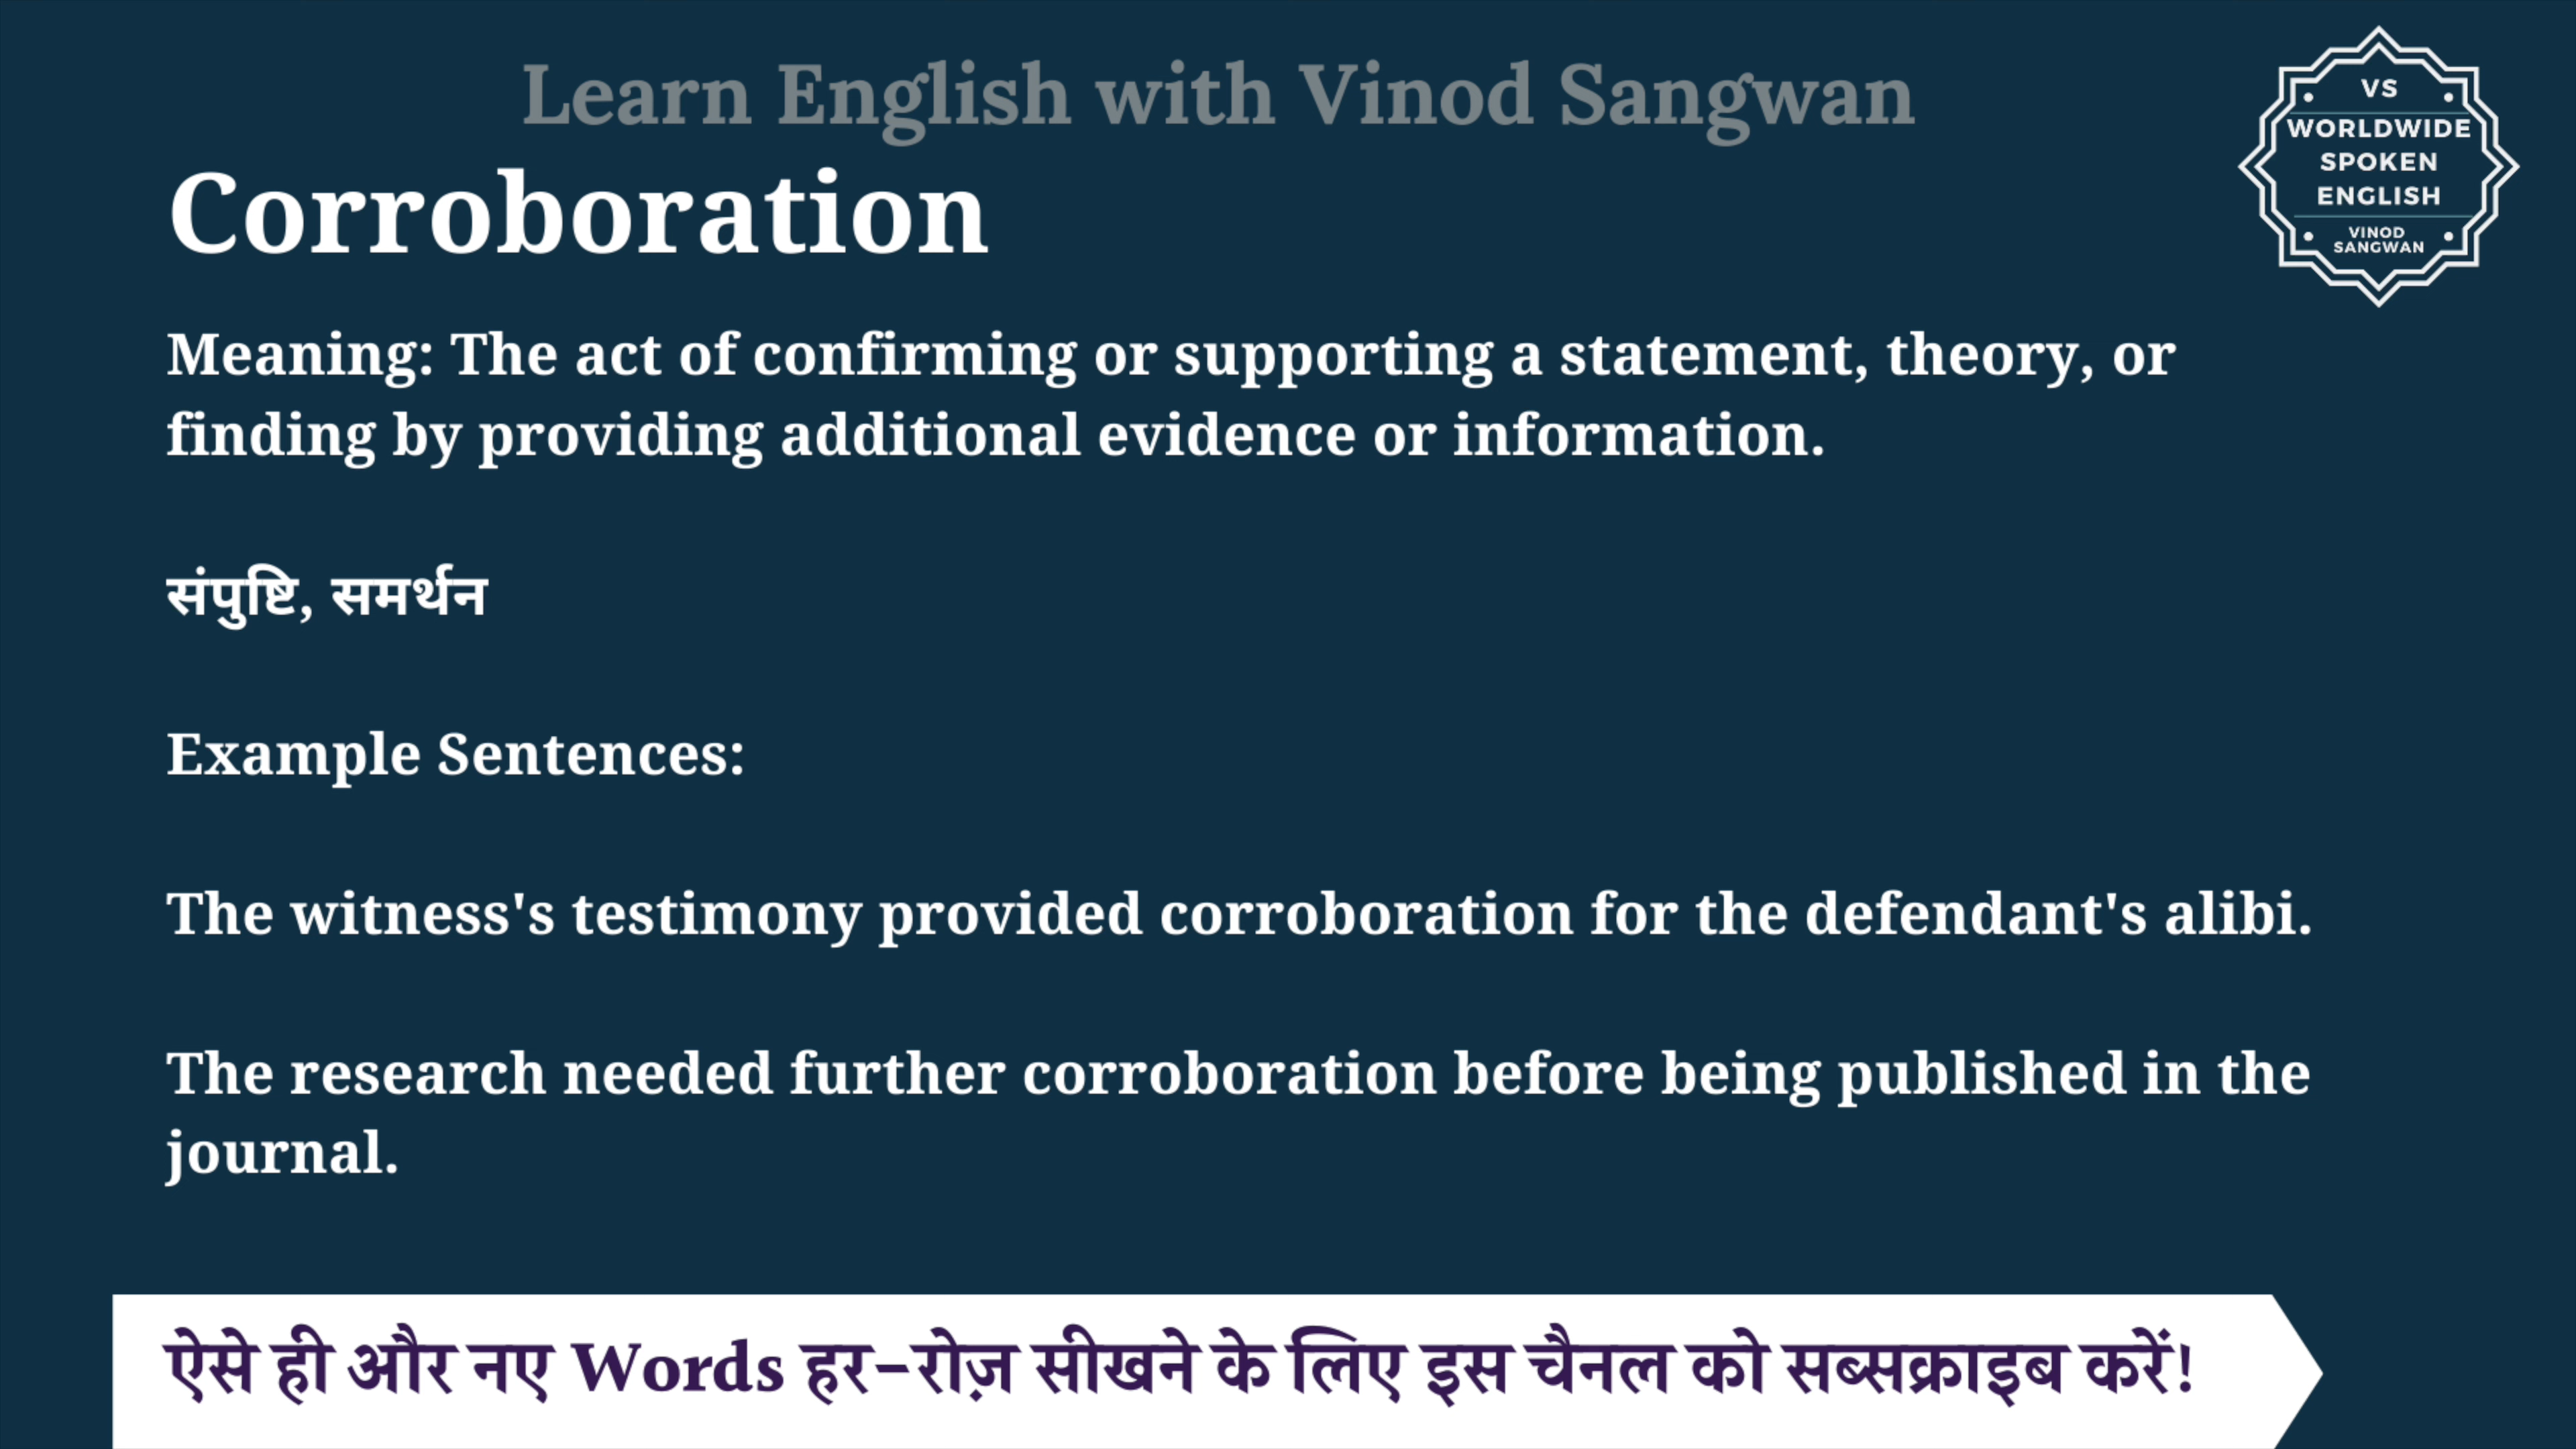 Learn English with Vinod Sangwan
VS
WORLDWIDE
SPOKEN
ENGLISH
VINOD
SANGWAN
Corroboration
Meaning: The act of confirming or supporting a statement, theory, or
finding by providing additional evidence or information.
संपुष्टि, समर्थन
Example Sentences:
The witness's testimony provided corroboration for the defendant's alibi.
The research needed further corroboration before being published in the
journal.
ऐसे ही और नए Words हर-रोज़ सीखने के लिए इस चैनल को सब्सक्राइब करें!